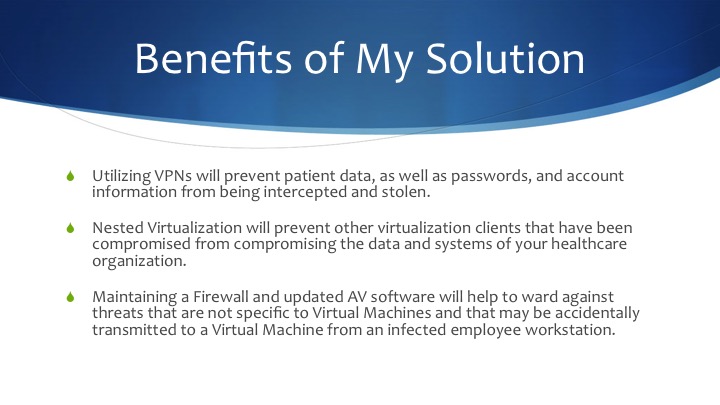 Benefits of My Solution
Utilizing VPNs will prevent patient data, as well as passwords, and account
information from being intercepted and stolen.
Nested Virtualization will prevent other virtualization clients that have been
compromised from compromising the data and systems of your healthcare
organization.
Maintaining a Firewall and updated AV software will help to ward against
threats that are not specific to Virtual Machines and that may be accidentally
transmitted to a Virtual Machine from an infected employee workstation.